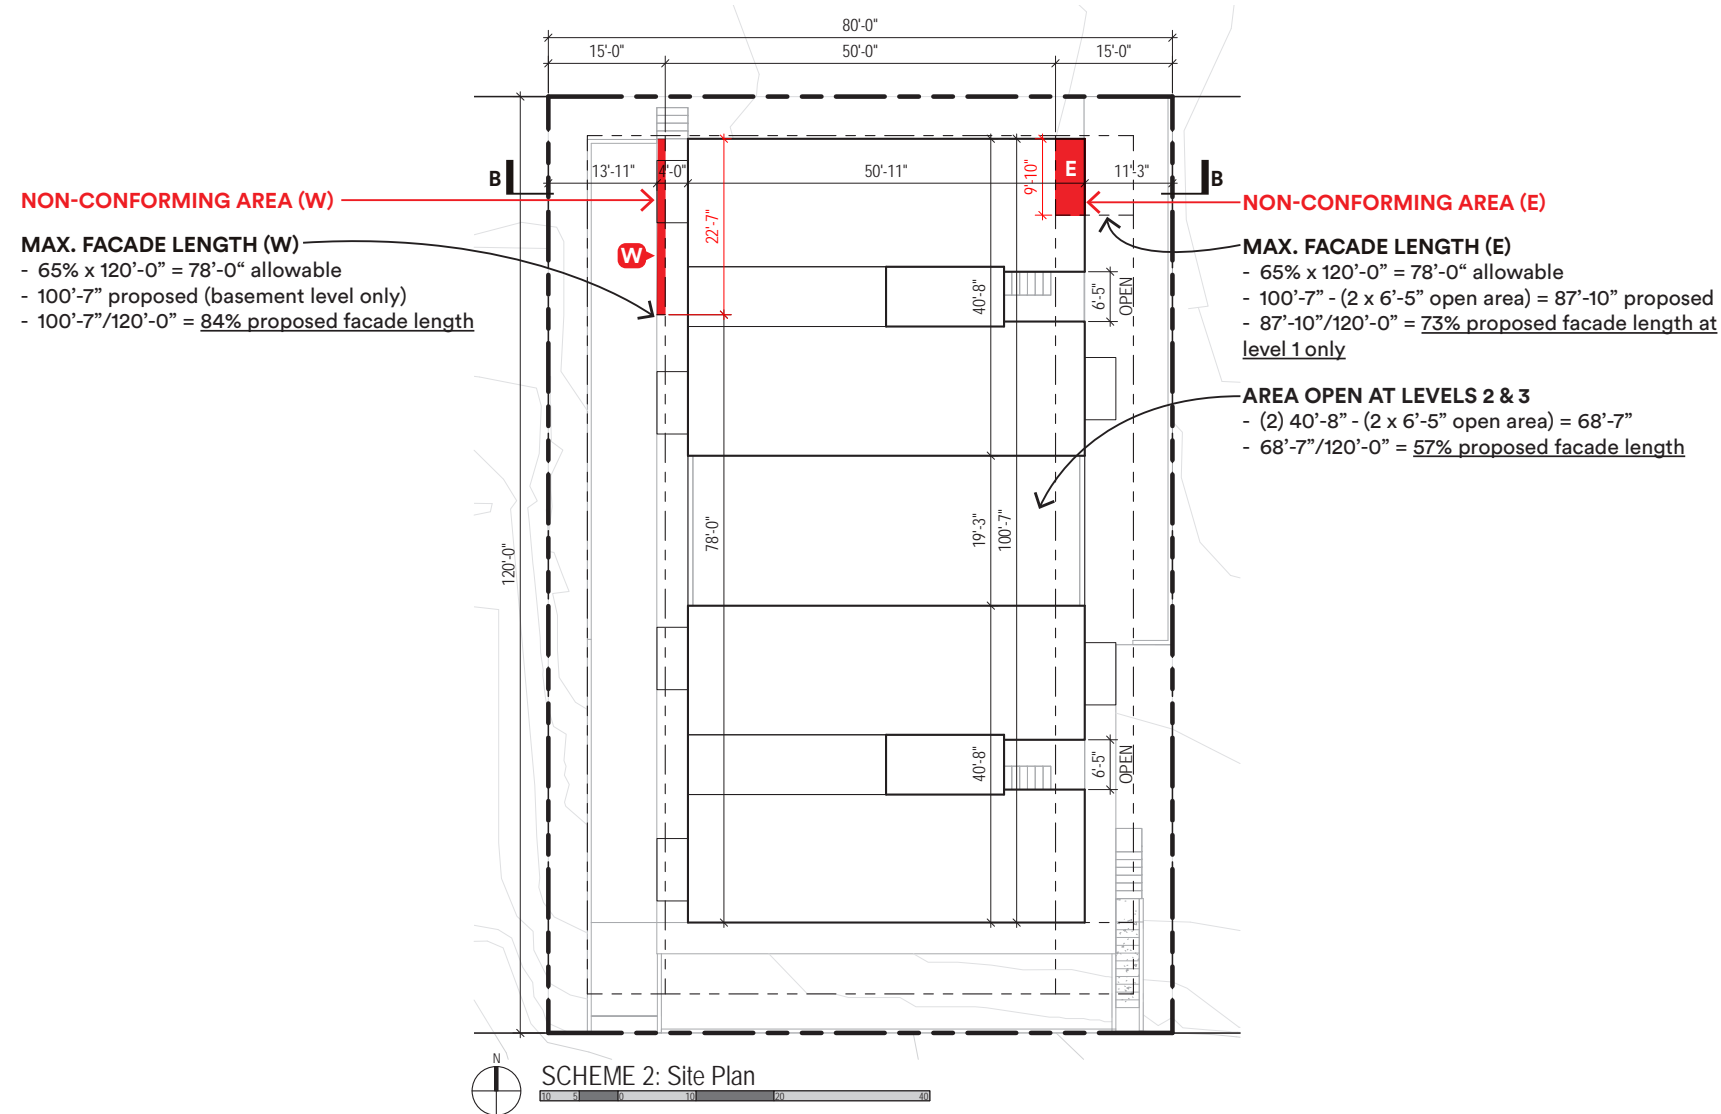 80'-0"
15'-0" 50'-0" 15'-0"
B 13'-11" 4'-0" 50'-11" 9'-10" E 11'-3" B
NON-CONFORMING AREA (W)
MAX. FACADE LENGTH (W)
- 65% x 120’-0” = 78’-0“ allowable
- 100’-7” proposed (basement level only)
- 100’-7”/120’-0” = 84% proposed facade length
W
22'-7"
NON-CONFORMING AREA (E)
MAX. FACADE LENGTH (E)
- 65% x 120’-0” = 78’-0“ allowable
- 100’-7” - (2 x 6’-5” open area) = 87’-10” proposed
- 87’-10”/120’-0” = 73% proposed facade length at
level 1 only
40'-8"
6'-5"
OPEN
AREA OPEN AT LEVELS 2 & 3
- (2) 40’-8” - (2 x 6’-5” open area) = 68’-7”
- 68’-7”/120’-0” = 57% proposed facade length
120'-0"
78'-0"
19'-3"
100'-7"
40'-8"
6'-5"
OPEN
N
SCHEME 2: Site Plan
10 5 0 10 20 40